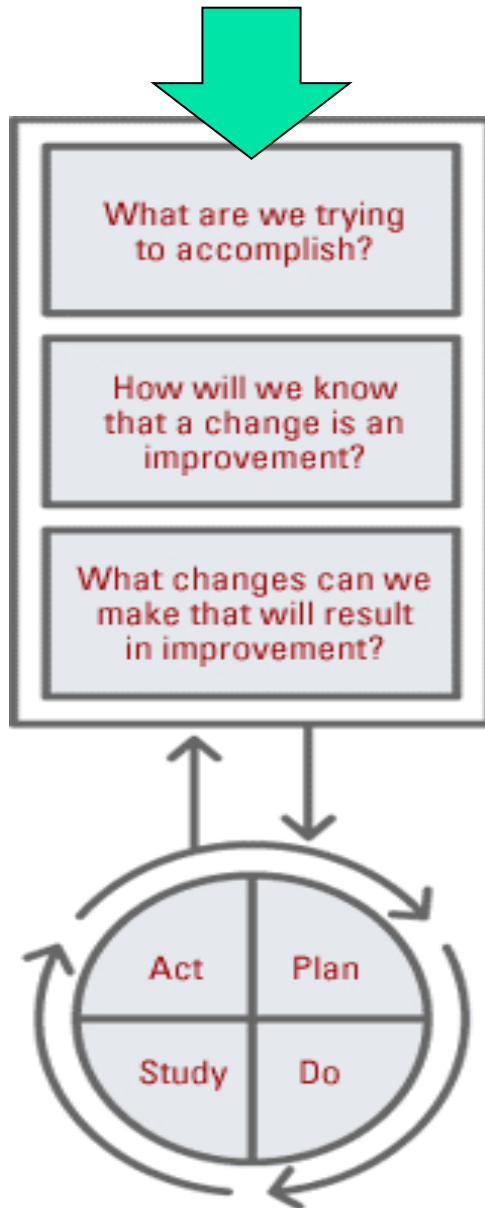 What are we trying
to accomplish?
How will we know
that a change is an
improvement?
What changes can we
make that will result
in improvement?
Act Plan
Study Do